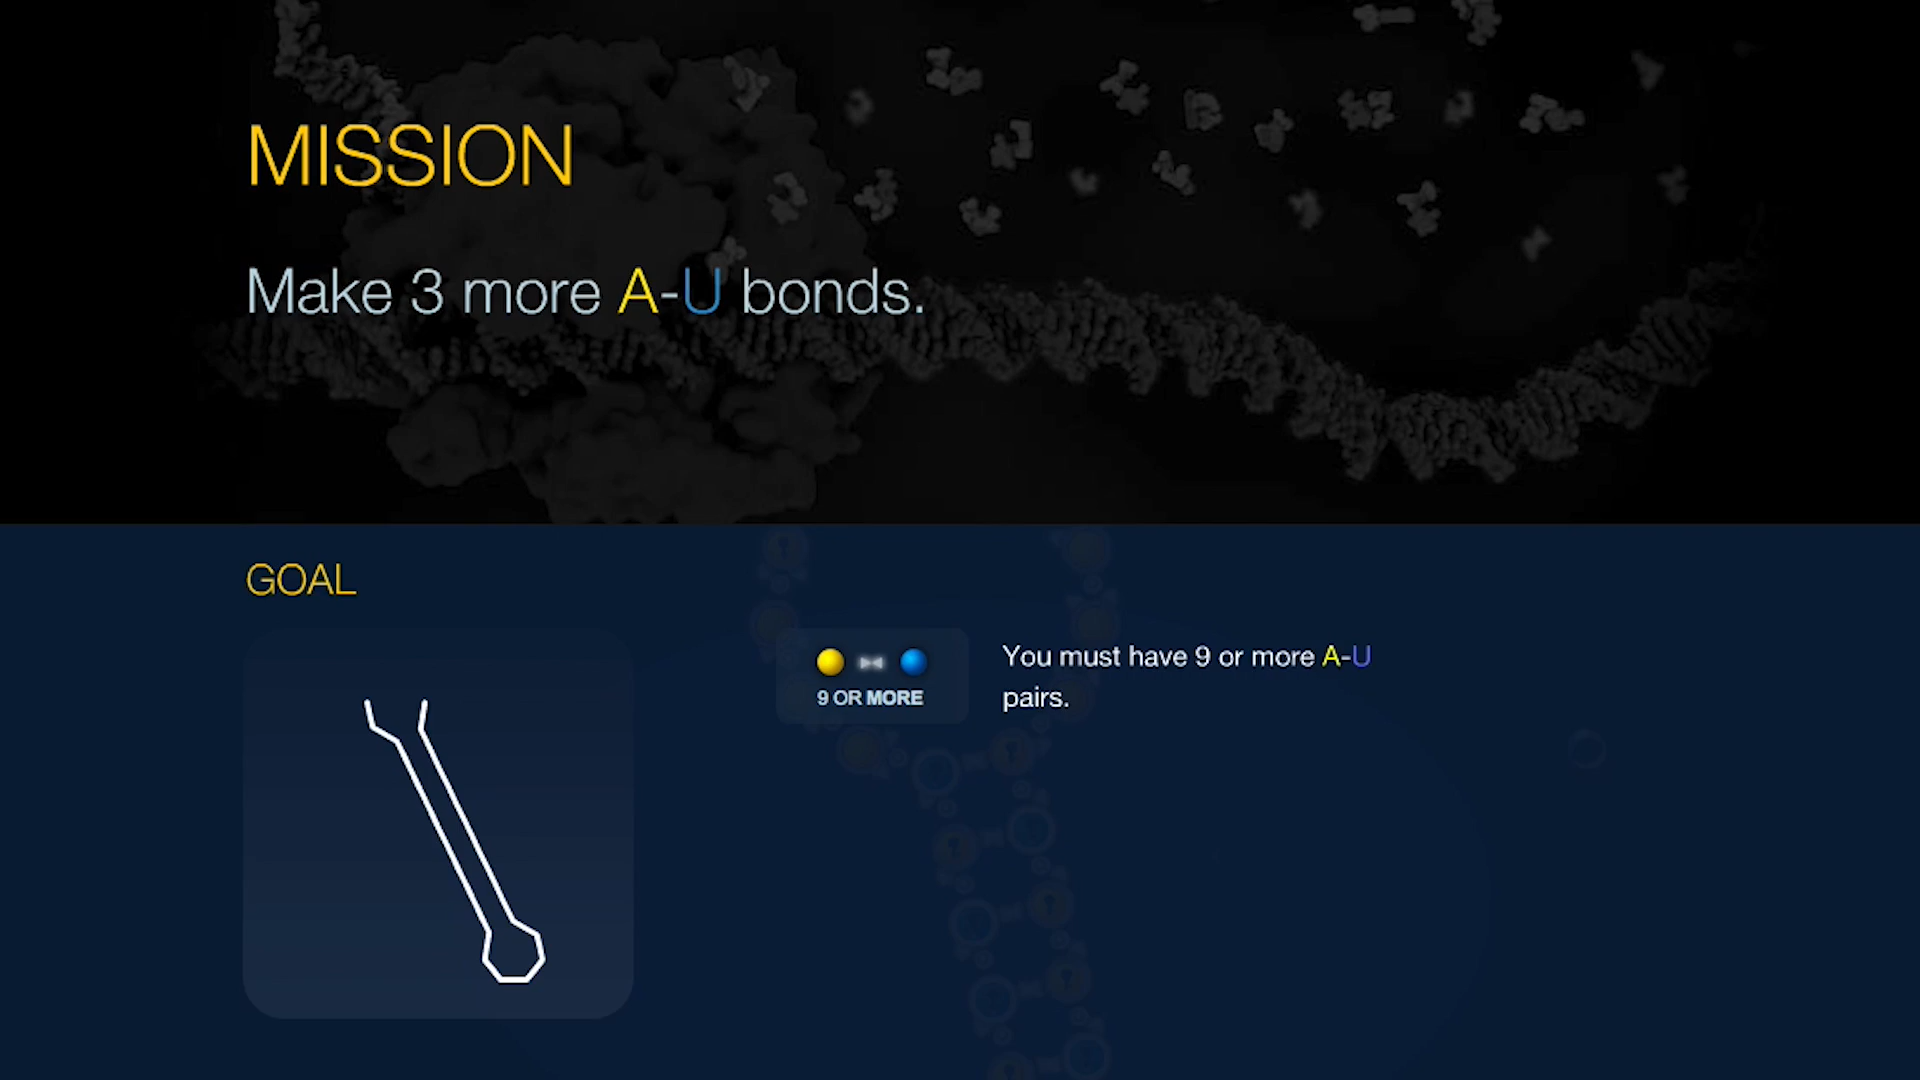 MISSION
Make 3 more A-U bonds.
GOAL
9 OR MORE
You must have 9 or more A-U
pairs.